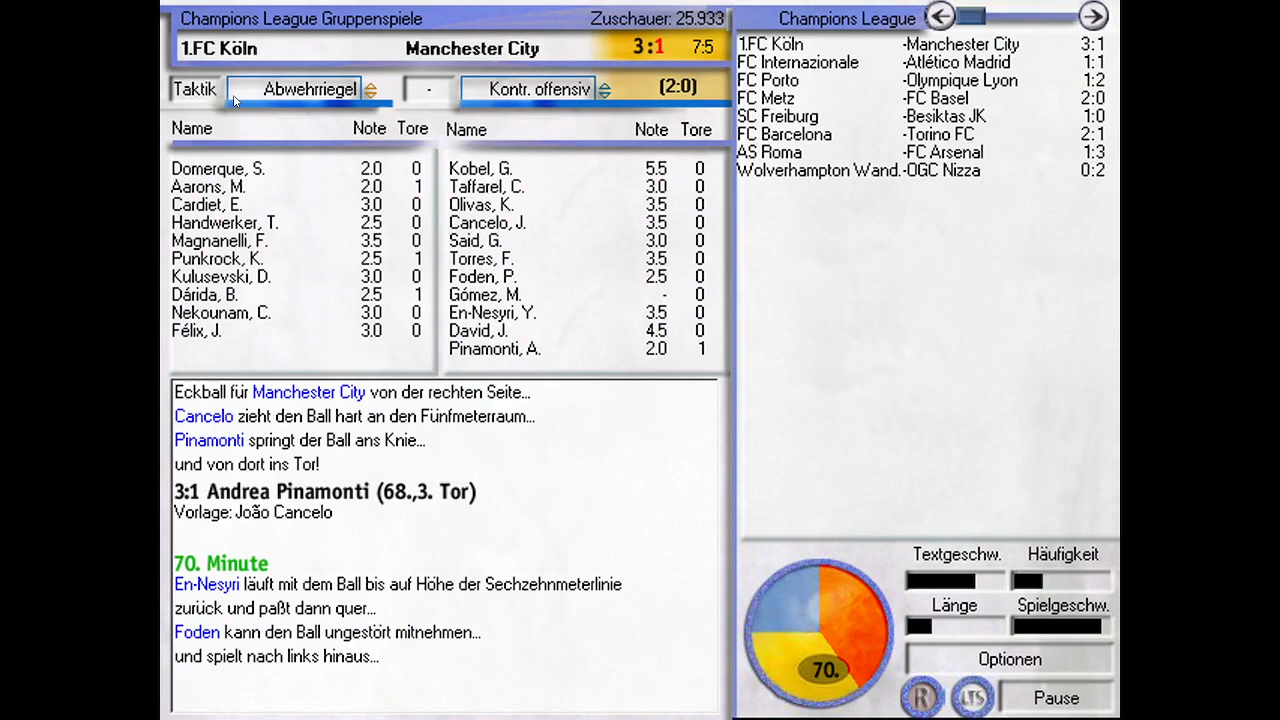 Champions League Gruppenspiele Zuschauer: 25.933
1.FC Köln Manchester City 3:1 7:5
Taktik Abwehrriegel - Kontr. offensiv (2:0)
Name Note Tore Name Note Tore
Domerque, S. 2.0 0 Kobel, G. 5.5 0
Aarons, M. 2.0 1 Taffarel, C. 3.0 0
Cardiet, E. 3.0 0 Olivas, K. 3.5 0
Handwerker, T. 2.5 0 Cancelo, J. 3.5 0
Magnanelli, F. 3.5 0 Said, G. 3.0 0
Punkrock, K. 2.5 1 Torres, F. 3.5 0
Kulusevski, D. 3.0 0 Foden, P. 2.5 0
Dárida, B. 2.5 1 Gómez, M. - 0
Nekounam, C. 3.0 0 En-Nesyri, Y. 3.5 0
Félix, J. 3.0 0 David, J. 4.5 0
Pinamonti, A. 2.0 1
Eckball für Manchester City von der rechten Seite...
Cancelo zieht den Ball hart an den Fünfmeterraum...
Pinamonti springt der Ball ans Knie...
und von dort ins Tor!
3:1 Andrea Pinamonti (68.,3. Tor)
Vorlage: João Cancelo
70. Minute
En-Nesyri läuft mit dem Ball bis auf Höhe der Sechzehnmeterlinie
zurück und paßt dann quer...
Foden kann den Ball ungestört mitnehmen...
und spielt nach links hinaus...
Champions League
1.FC Köln -Manchester City 3:1
FC Internazionale -Atlético Madrid 1:1
FC Porto -Olympique Lyon 1:2
FC Metz -FC Basel 2:0
SC Freiburg -Besiktas JK 1:0
FC Barcelona -Torino FC 2:1
AS Roma -FC Arsenal 1:3
Wolverhampton Wand.-OGC Nizza 0:2
Textgeschw. Häufigkeit
Länge Spielgeschw.
70.
Optionen
R LTS Pause